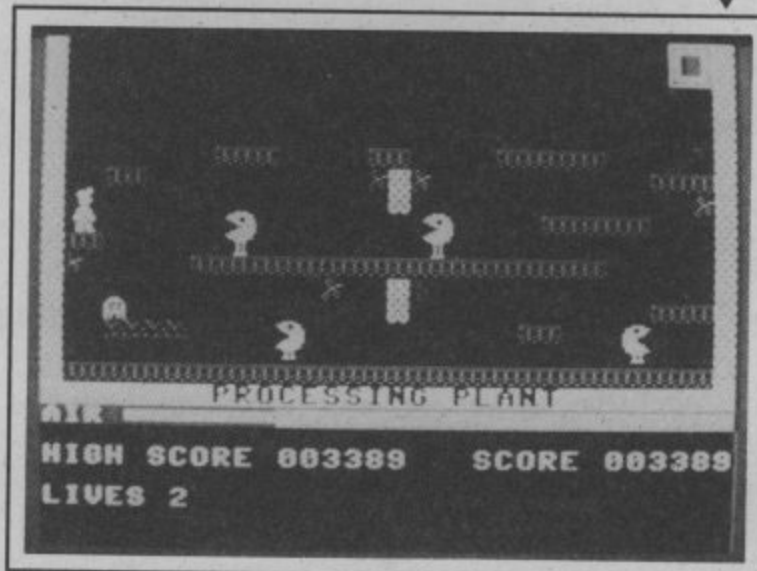 PROCESSING PLANT
AIR
HIGH SCORE 003389 SCORE 003389
LIVES 2